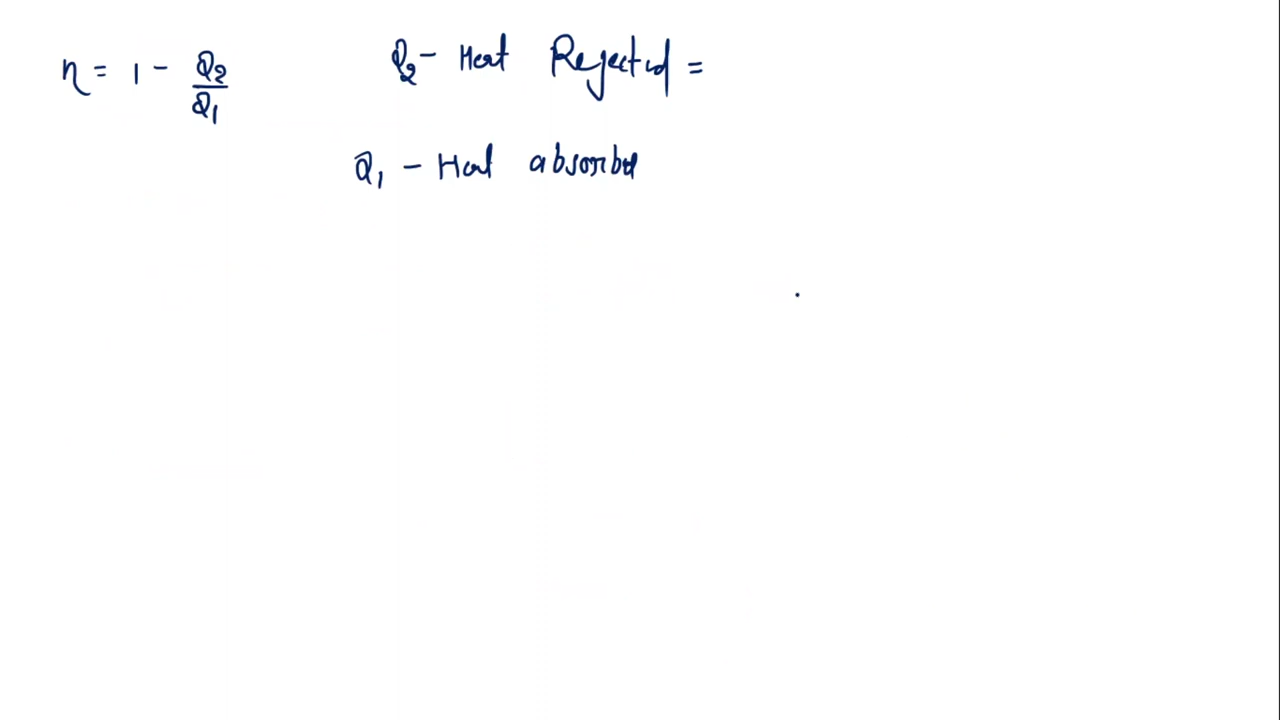 η = 1 - Q2/Q1
Q2 - Heat Rejected =
Q1 - Heat absorbed